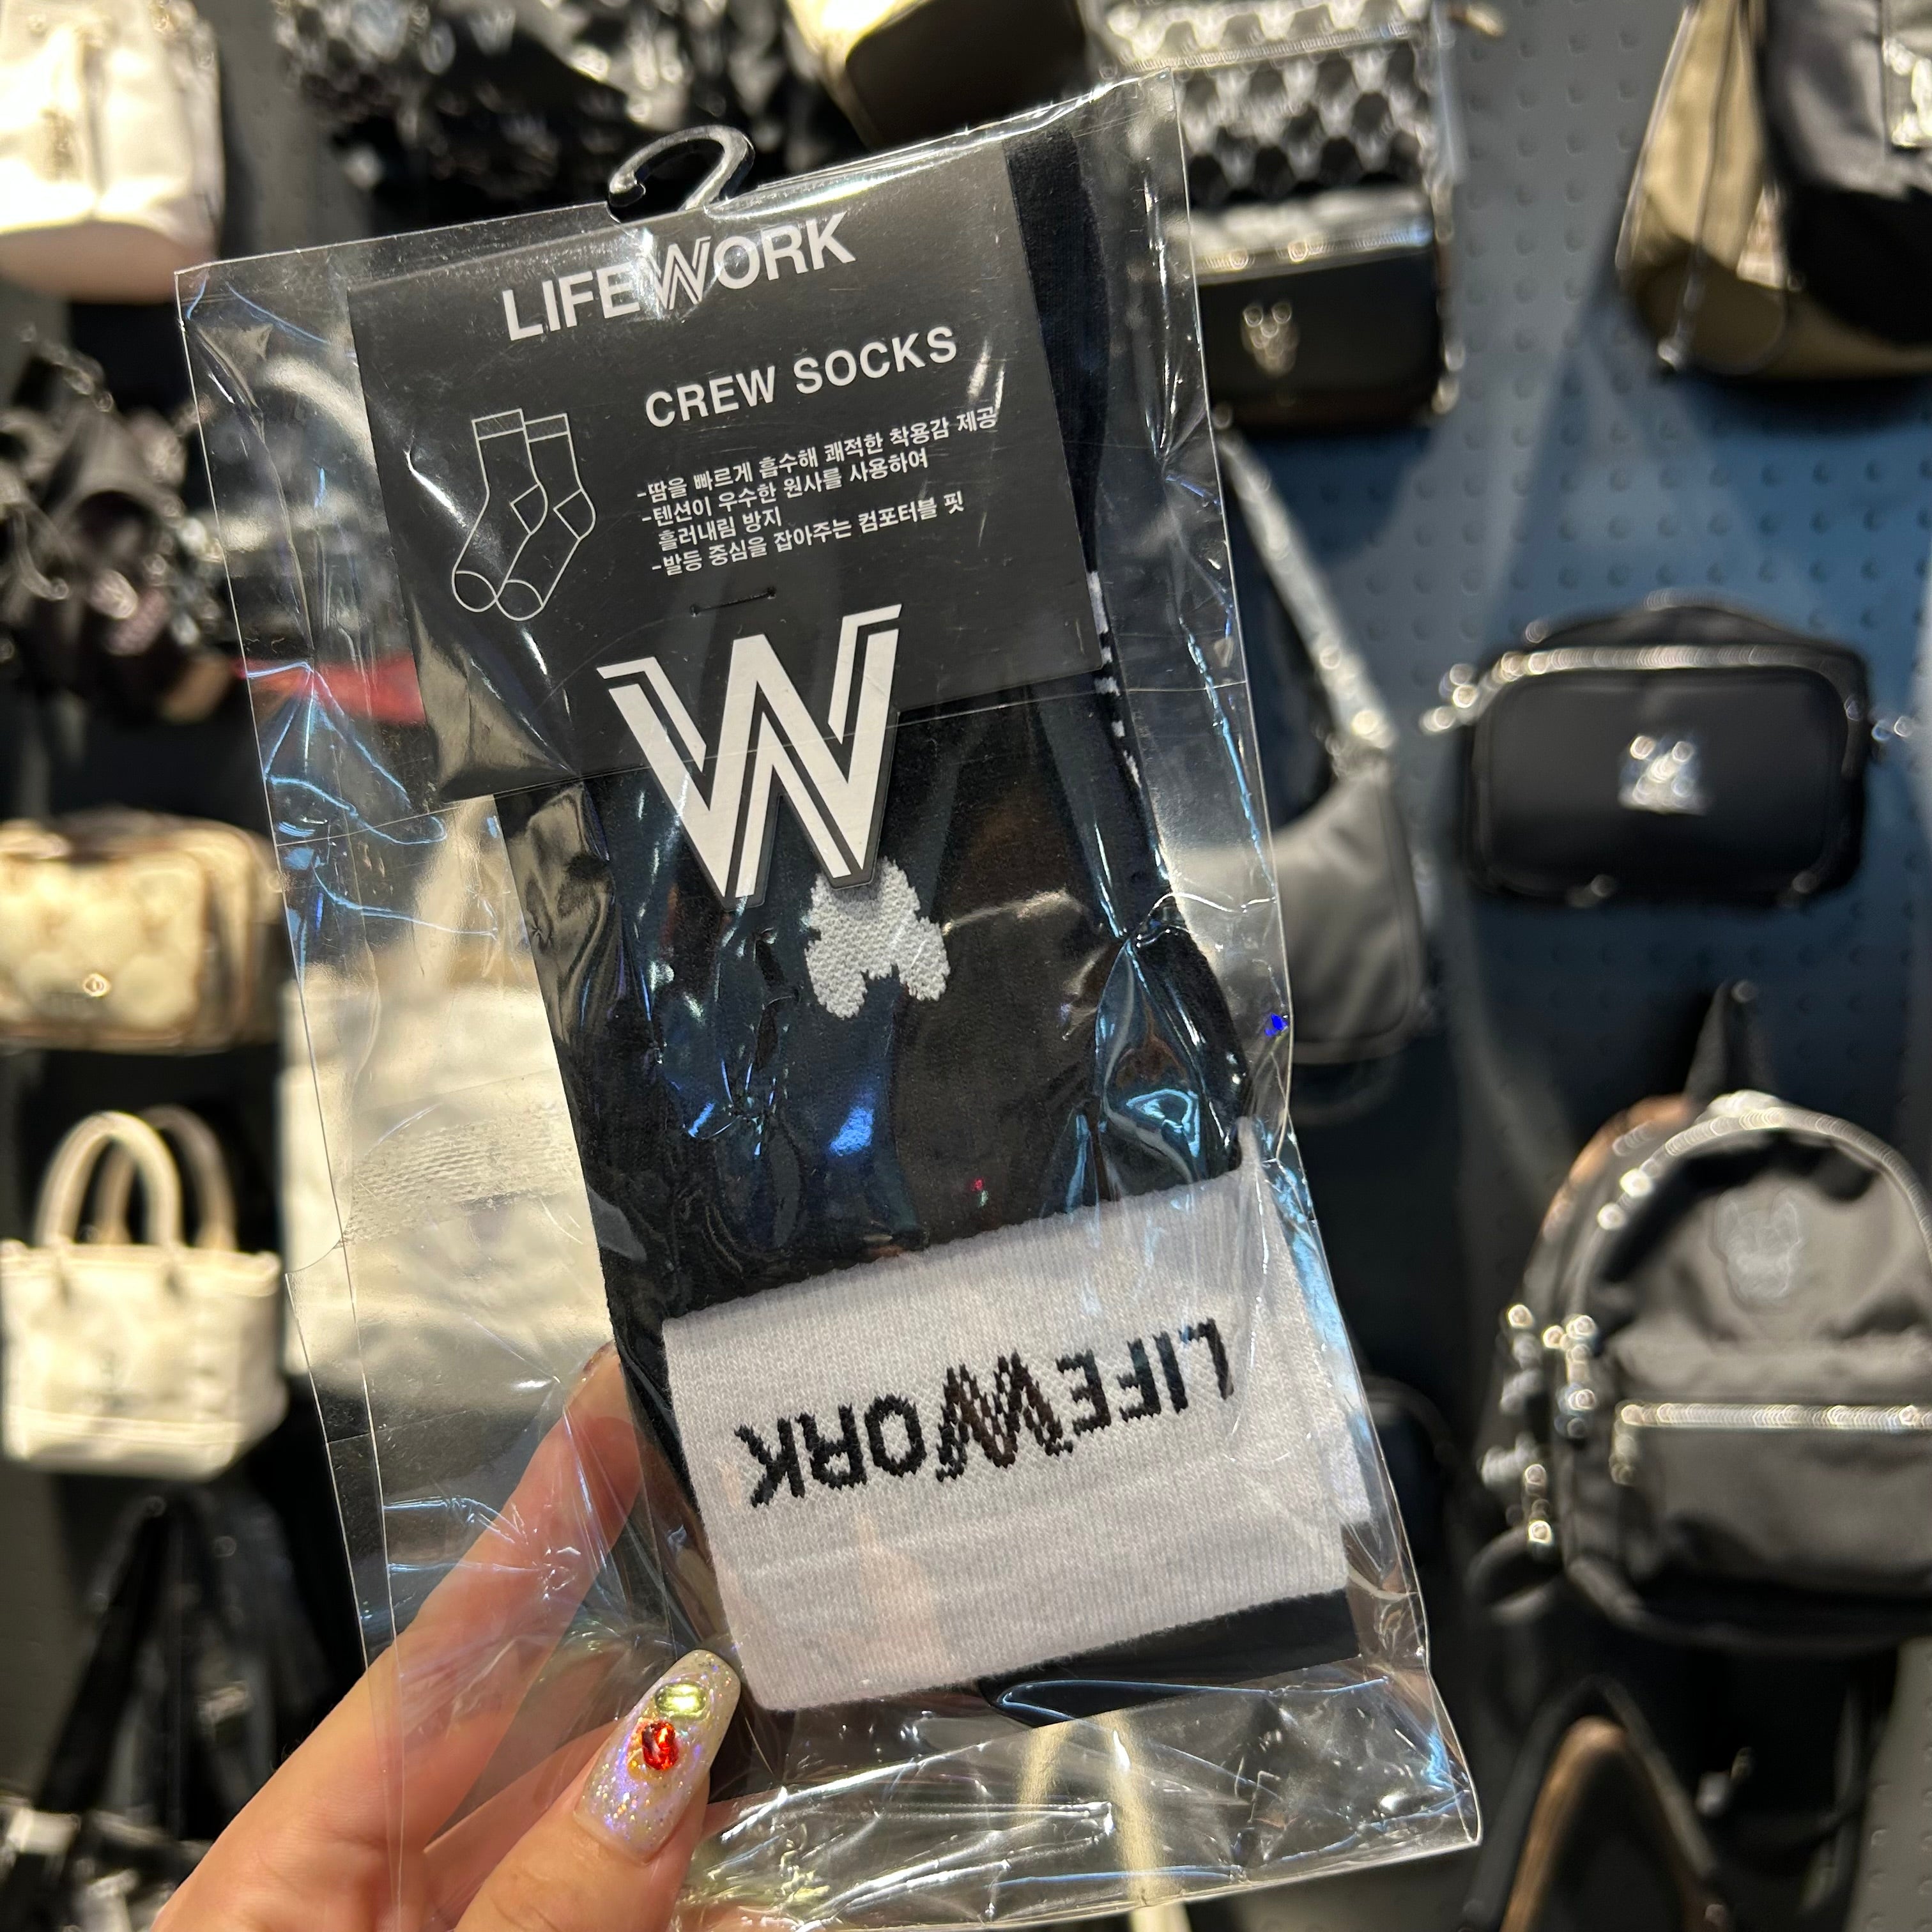 LIFEWORK
CREW SOCKS
-땀을 빠르게 흡수해 쾌적한 착용감 제공
-텐션이 우수한 원사를 사용하여
흘러내림 방지
-발등 중심을 잡아주는 컴포터블 핏
W
LIFEWORK